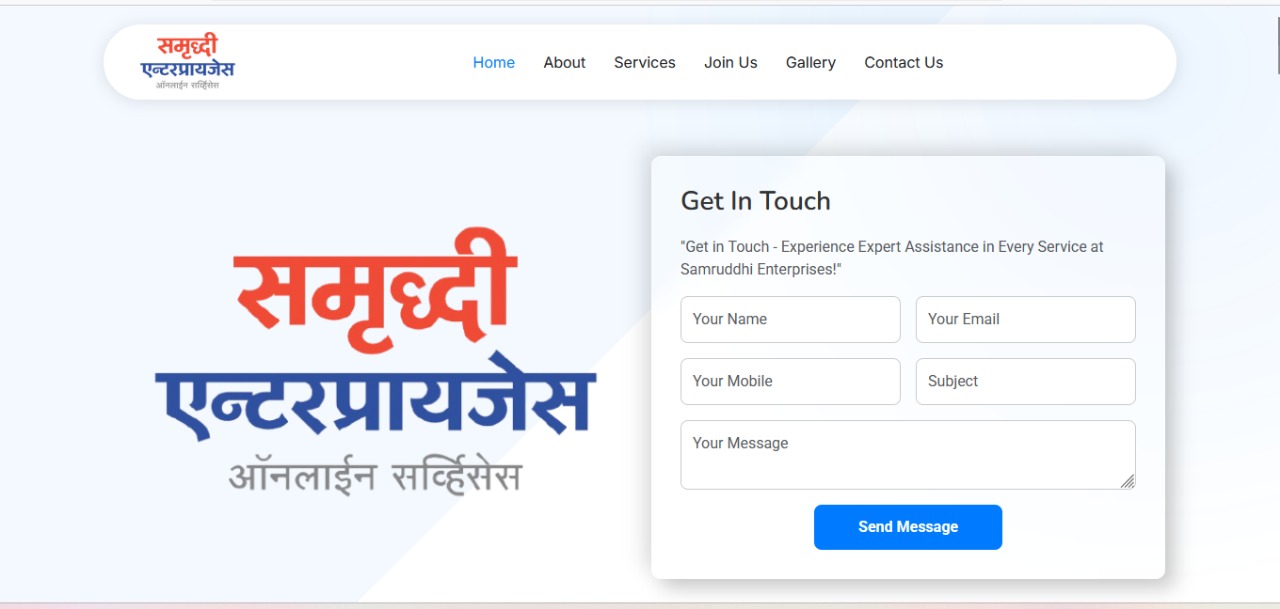 समृध्दी
एन्टरप्रायजेस
ऑनलाईन सर्व्हिसेस
Home About Services Join Us Gallery Contact Us
समृध्दी
एन्टरप्रायजेस
ऑनलाईन सर्व्हिसेस
Get In Touch
"Get in Touch - Experience Expert Assistance in Every Service at
Samruddhi Enterprises!"
Your Name Your Email
Your Mobile Subject
Your Message
Send Message